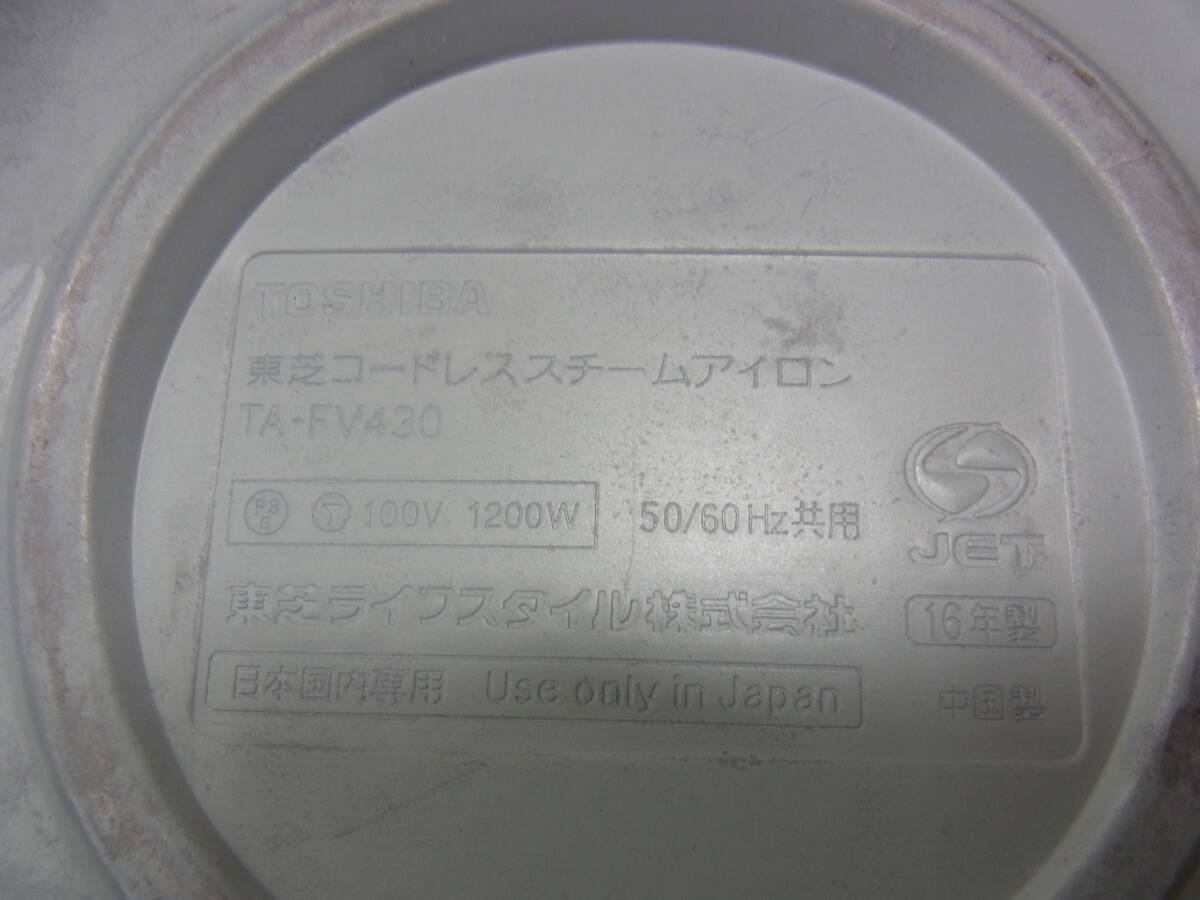 TOSHIBA
東芝コードレススチームアイロン
TA-FV430
PS E 100V 1200W 50/60Hz共用
JET
東芝ライフスタイル株式会社 16年製
日本国内専用 Use only in Japan 中国製